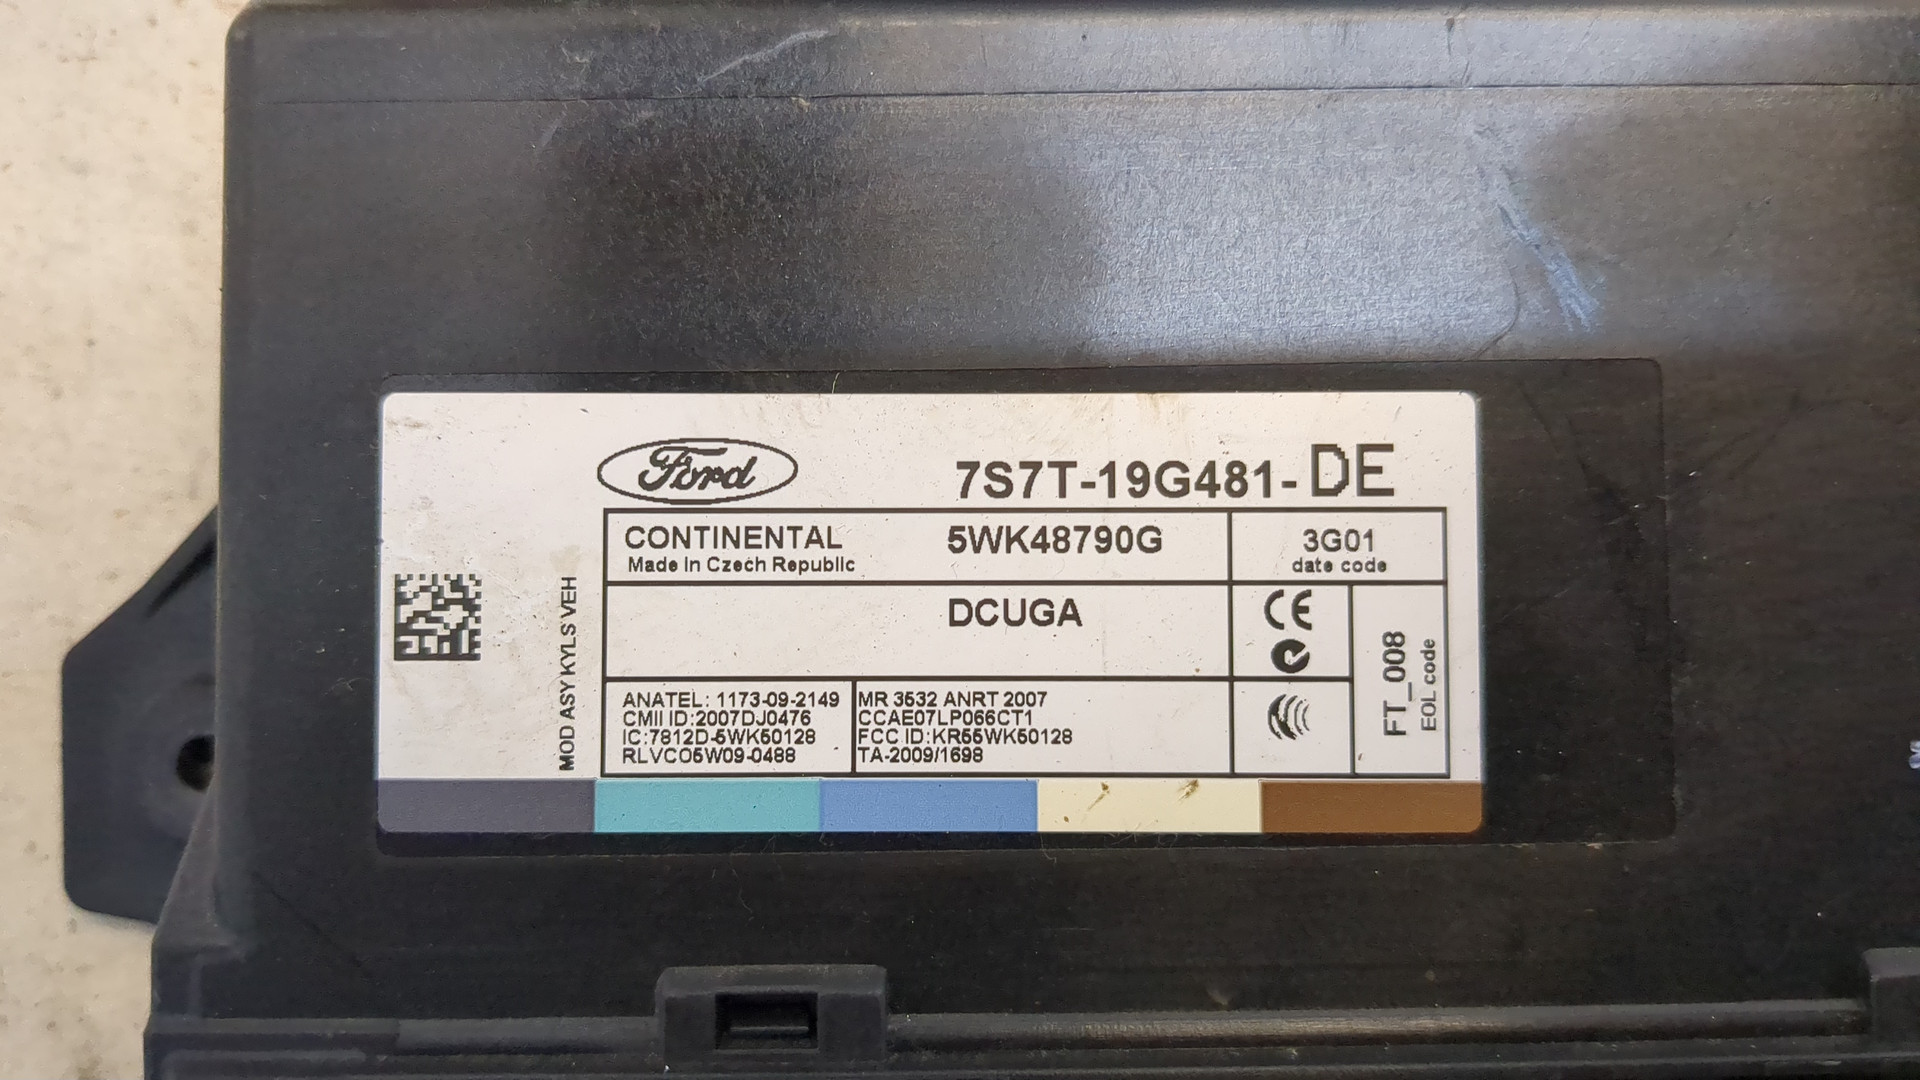 Ford
7S7T-19G481-DE
CONTINENTAL 5WK48790G 3G01
Made In Czech Republic date code
DCUGA
CE
MOD ASY KYLS VEH
FT_008
EOL code
ANATEL: 1173-09-2149
CMII ID:2007DJ0476
IC:7812D-5WK50128
RLVCO5W09-0488
MR 3532 ANRT 2007
CCAE07LP066CT1
FCC ID:KR55WK50128
TA-2009/1698